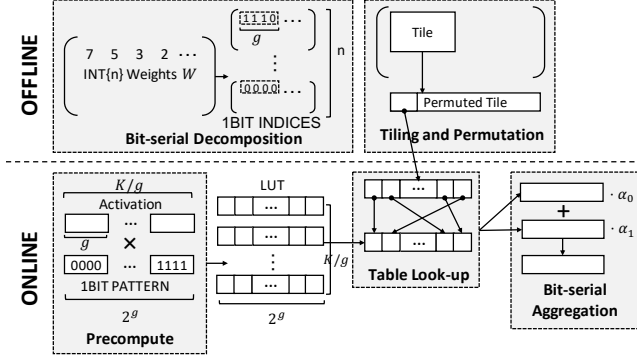 OFFLINE
7 5 3 2 ...
INT{n} Weights W
1 1 1 0 ...
g
⋮
0 0 0 0 ...
1BIT INDICES
n
Bit-serial Decomposition
Tile
Permuted Tile
Tiling and Permutation
ONLINE
K/g
Activation
...
g
×
0000 ... 1111
1BIT PATTERN
2^g
Precompute
LUT
...
...
⋮
...
K/g
2^g
...
...
Table Look-up
· α₀
+
· α₁
Bit-serial
Aggregation